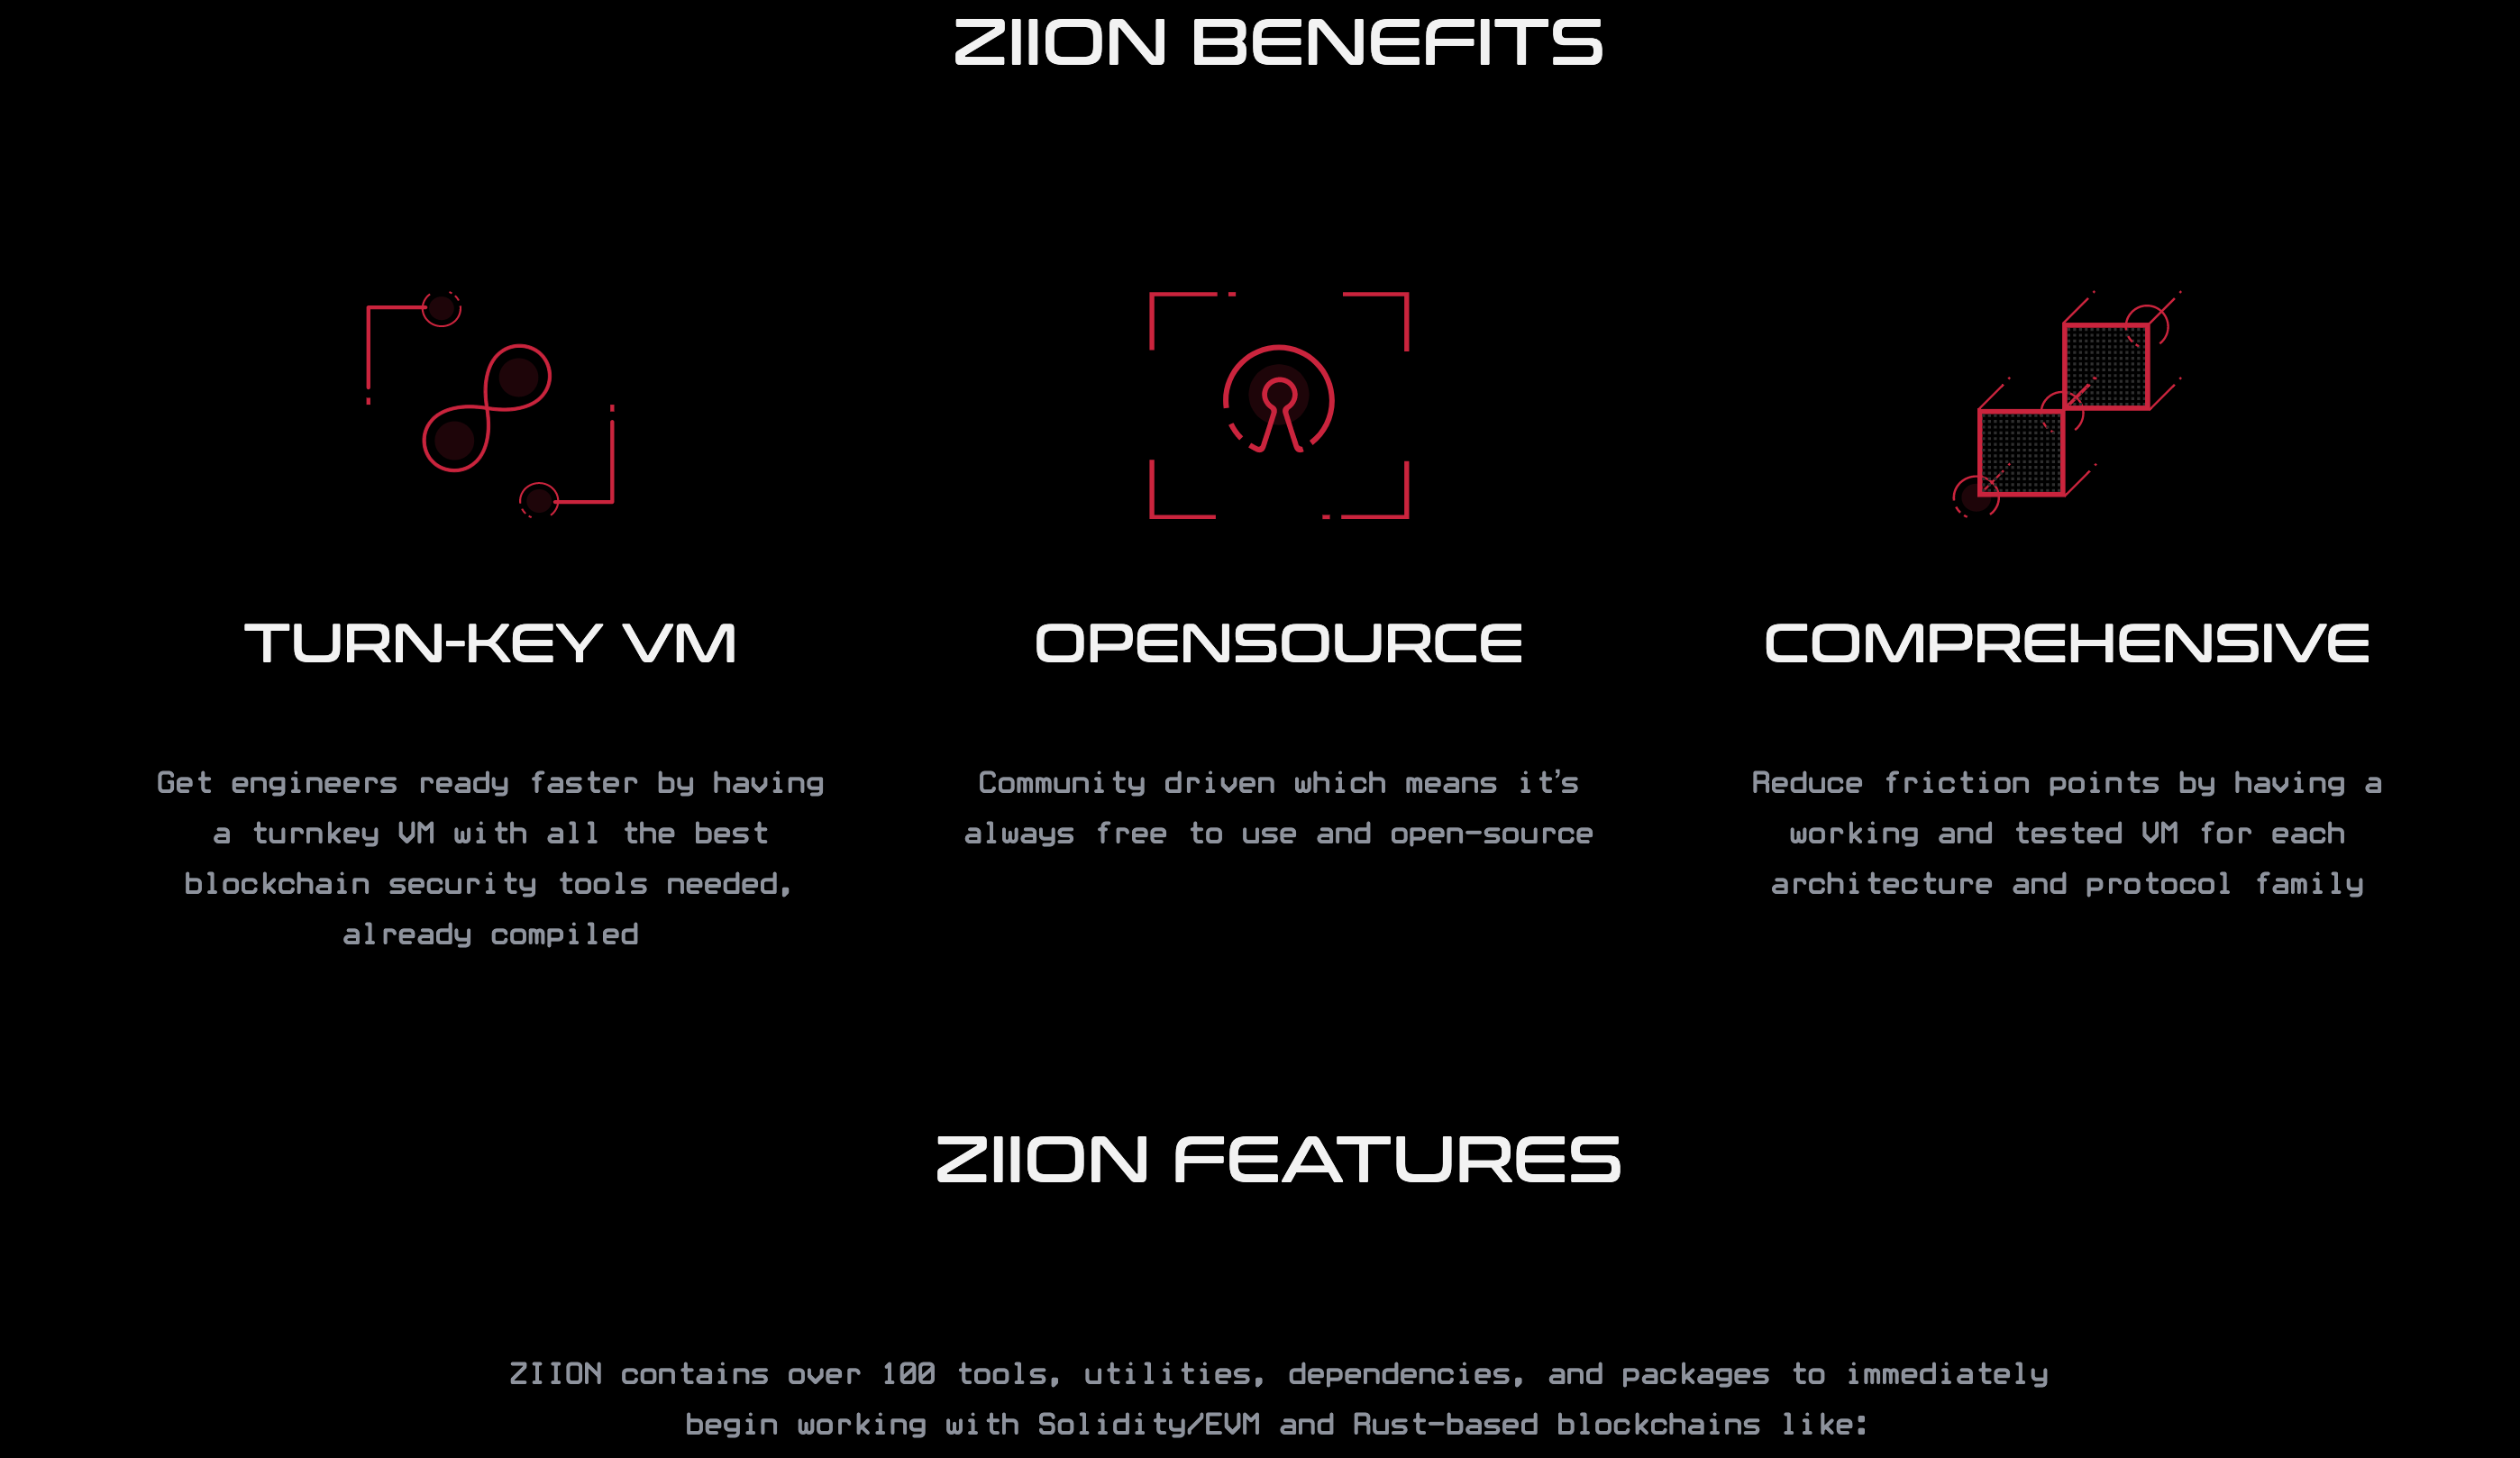 ZIION BENEFITS
TURN-KEY VM
Get engineers ready faster by having
a turnkey VM with all the best
blockchain security tools needed,
already compiled
OPENSOURCE
Community driven which means it's
always free to use and open-source
COMPREHENSIVE
Reduce friction points by having a
working and tested VM for each
architecture and protocol family
ZIION FEATURES
ZIION contains over 100 tools, utilities, dependencies, and packages to immediately
begin working with Solidity/EVM and Rust-based blockchains like: